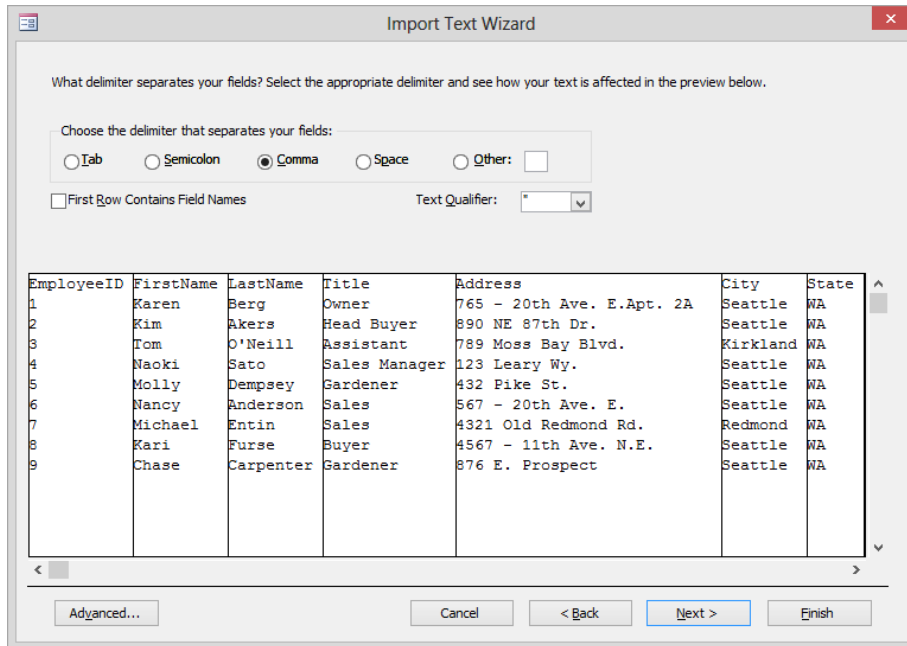 Import Text Wizard
What delimiter separates your fields? Select the appropriate delimiter and see how your text is affected in the preview below.
Choose the delimiter that separates your fields:
Tab Semicolon Comma Space Other:
First Row Contains Field Names Text Qualifier: "
EmployeeID FirstName LastName Title Address City State
1 Karen Berg Owner 765 - 20th Ave. E.Apt. 2A Seattle WA
2 Kim Akers Head Buyer 890 NE 87th Dr. Seattle WA
3 Tom O'Neill Assistant 789 Moss Bay Blvd. Kirkland WA
4 Naoki Sato Sales Manager 123 Leary Wy. Seattle WA
5 Molly Dempsey Gardener 432 Pike St. Seattle WA
6 Nancy Anderson Sales 567 - 20th Ave. E. Seattle WA
7 Michael Entin Sales 4321 Old Redmond Rd. Redmond WA
8 Kari Furse Buyer 4567 - 11th Ave. N.E. Seattle WA
9 Chase Carpenter Gardener 876 E. Prospect Seattle WA
Advanced... Cancel < Back Next > Finish